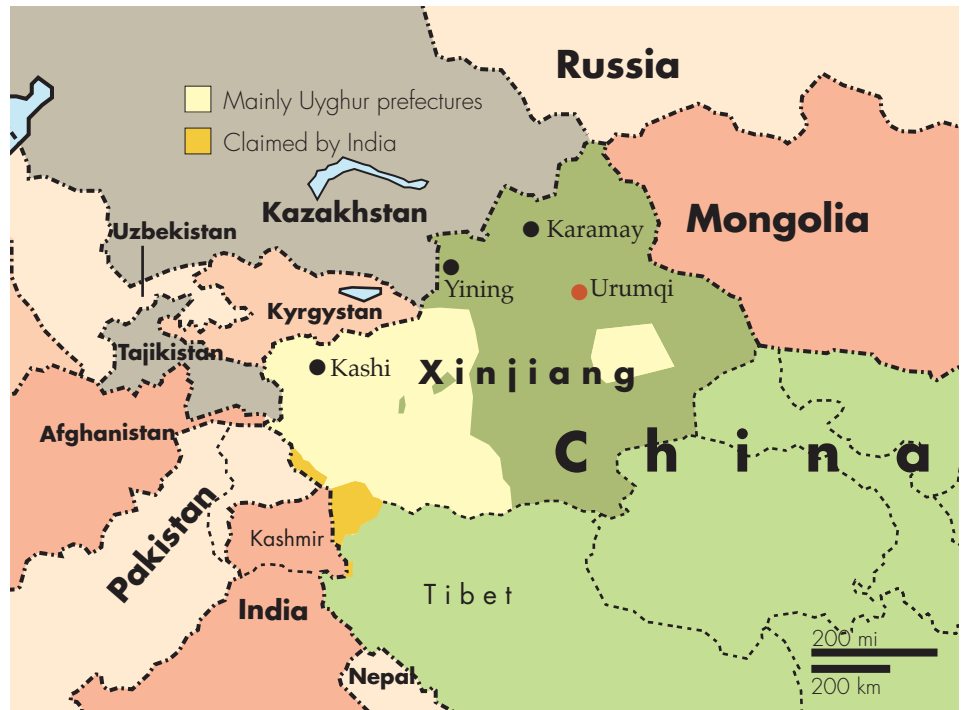 Russia
Mainly Uyghur prefectures
Claimed by India
Kazakhstan
Mongolia
Uzbekistan
Karamay
Yining
Urumqi
Kyrgystan
Tajikistan
Kashi
Xinjiang
Afghanistan
China
Pakistan
Kashmir
Tibet
India
200 mi
Nepal
200 km